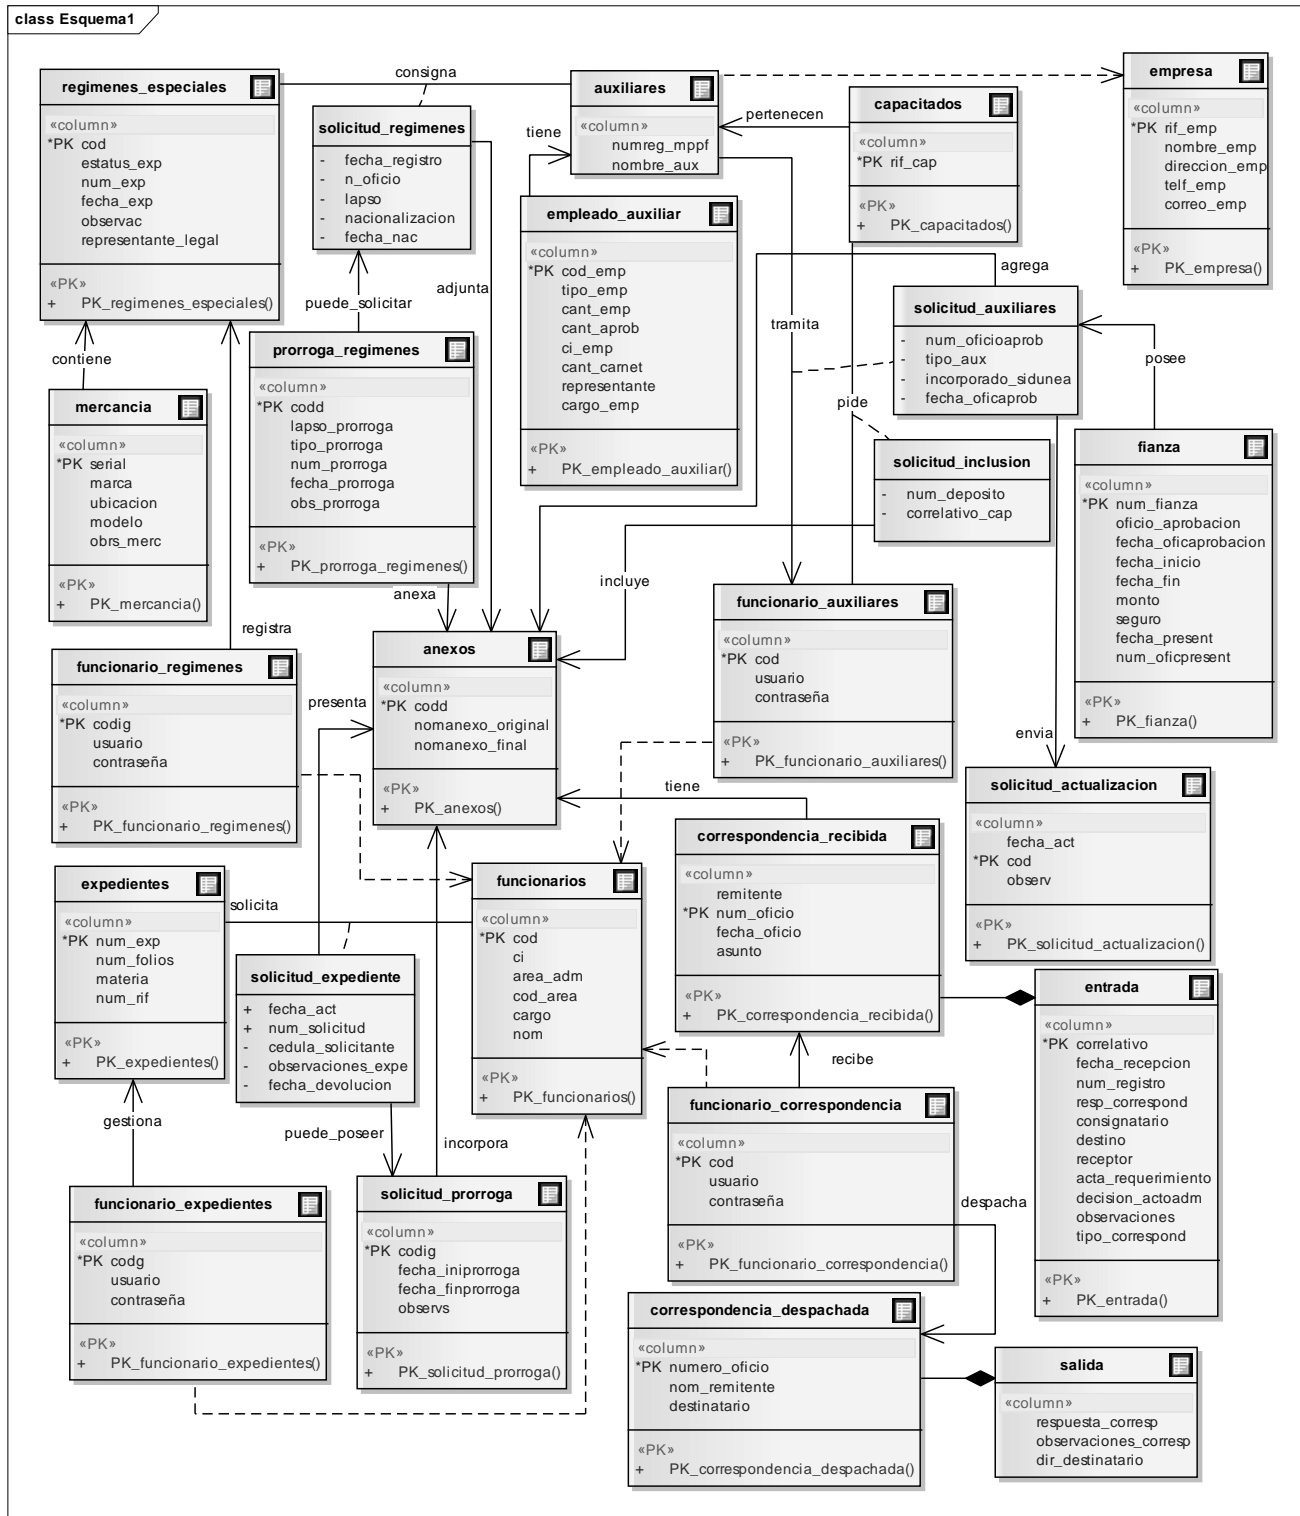 class Esquema1
regimenes_especiales
«column»
*PK cod
estatus_exp
num_exp
fecha_exp
observac
representante_legal
«PK»
+ PK_regimenes_especiales()
consigna
solicitud_regimenes
- fecha_registro
- n_oficio
- lapso
- nacionalizacion
- fecha_nac
auxiliares
«column»
numreg_mppf
nombre_aux
pertenecen
capacitados
«column»
*PK rif_cap
«PK»
+ PK_capacitados()
empresa
«column»
*PK rif_emp
nombre_emp
direccion_emp
telf_emp
correo_emp
«PK»
+ PK_empresa()
tiene
empleado_auxiliar
«column»
*PK cod_emp
tipo_emp
cant_emp
cant_aprob
ci_emp
cant_carnet
representante
cargo_emp
«PK»
+ PK_empleado_auxiliar()
adjunta
puede_solicitar
agrega
tramita
solicitud_auxiliares
- num_oficioaprob
- tipo_aux
- incorporado_sidunea
- fecha_oficaprob
posee
pide
contiene
prorroga_regimenes
«column»
*PK codd
lapso_prorroga
tipo_prorroga
num_prorroga
fecha_prorroga
obs_prorroga
«PK»
+ PK_prorroga_regimenes()
mercancia
«column»
*PK serial
marca
ubicacion
modelo
obrs_merc
«PK»
+ PK_mercancia()
solicitud_inclusion
- num_deposito
- correlativo_cap
fianza
«column»
*PK num_fianza
oficio_aprobacion
fecha_oficaprobacion
fecha_inicio
fecha_fin
monto
seguro
fecha_present
num_oficpresent
«PK»
+ PK_fianza()
anexa
incluye
registra
funcionario_regimenes
«column»
*PK codig
usuario
contraseña
«PK»
+ PK_funcionario_regimenes()
presenta
anexos
«column»
*PK codd
nomanexo_original
nomanexo_final
«PK»
+ PK_anexos()
funcionario_auxiliares
«column»
*PK cod
usuario
contraseña
«PK»
+ PK_funcionario_auxiliares()
envia
tiene
solicitud_actualizacion
«column»
fecha_act
*PK cod
observ
«PK»
+ PK_solicitud_actualizacion()
correspondencia_recibida
«column»
remitente
*PK num_oficio
fecha_oficio
asunto
«PK»
+ PK_correspondencia_recibida()
expedientes
«column»
*PK num_exp
num_folios
materia
num_rif
«PK»
+ PK_expedientes()
solicita
solicitud_expediente
+ fecha_act
+ num_solicitud
- cedula_solicitante
- observaciones_expe
- fecha_devolucion
funcionarios
«column»
*PK cod
ci
area_adm
cod_area
cargo
nom
«PK»
+ PK_funcionarios()
entrada
«column»
*PK correlativo
fecha_recepcion
num_registro
resp_correspond
consignatario
destino
receptor
acta_requerimiento
decision_actoadm
observaciones
tipo_correspond
«PK»
+ PK_entrada()
recibe
gestiona
puede_poseer
incorpora
funcionario_correspondencia
«column»
*PK cod
usuario
contraseña
«PK»
+ PK_funcionario_correspondencia()
despacha
funcionario_expedientes
«column»
*PK codg
usuario
contraseña
«PK»
+ PK_funcionario_expedientes()
solicitud_prorroga
«column»
*PK codig
fecha_iniprorroga
fecha_finprorroga
observs
«PK»
+ PK_solicitud_prorroga()
correspondencia_despachada
«column»
*PK numero_oficio
nom_remitente
destinatario
«PK»
+ PK_correspondencia_despachada()
salida
«column»
respuesta_corresp
observaciones_corresp
dir_destinatario